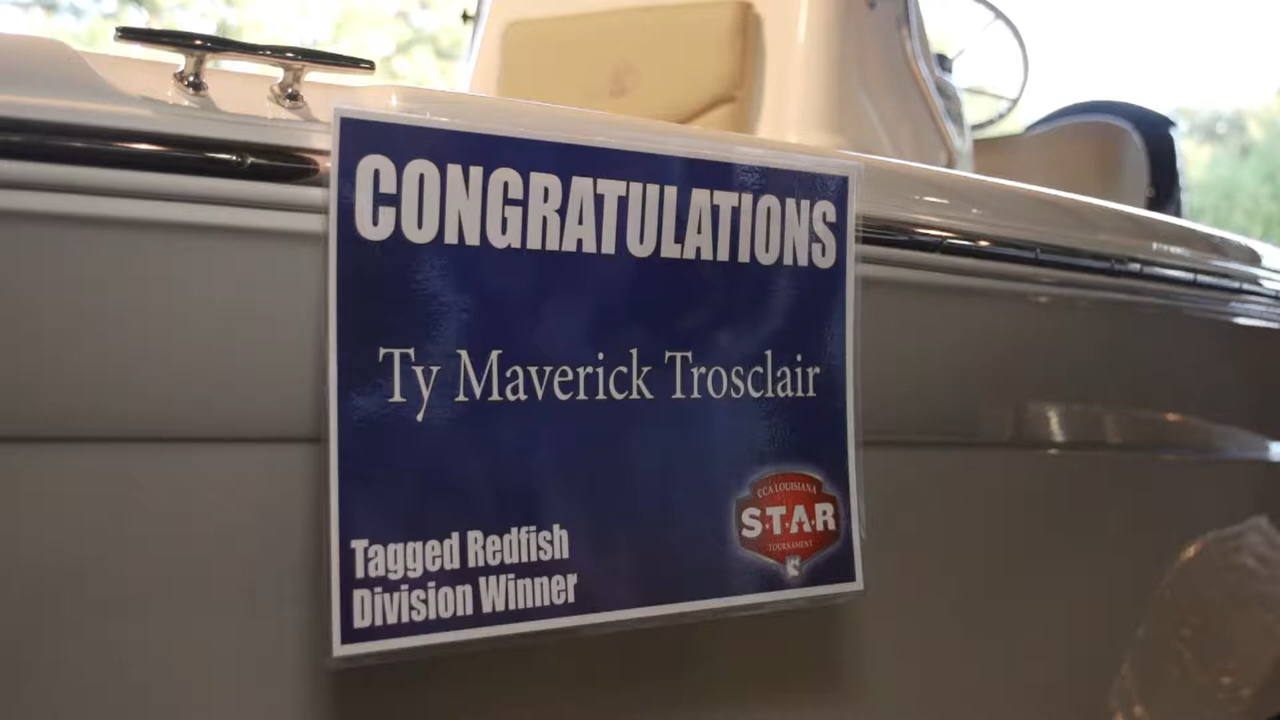 CONGRATULATIONS
Ty Maverick Trosclair
Tagged Redfish
Division Winner
CCA LOUISIANA
S·T·A·R
TOURNAMENT